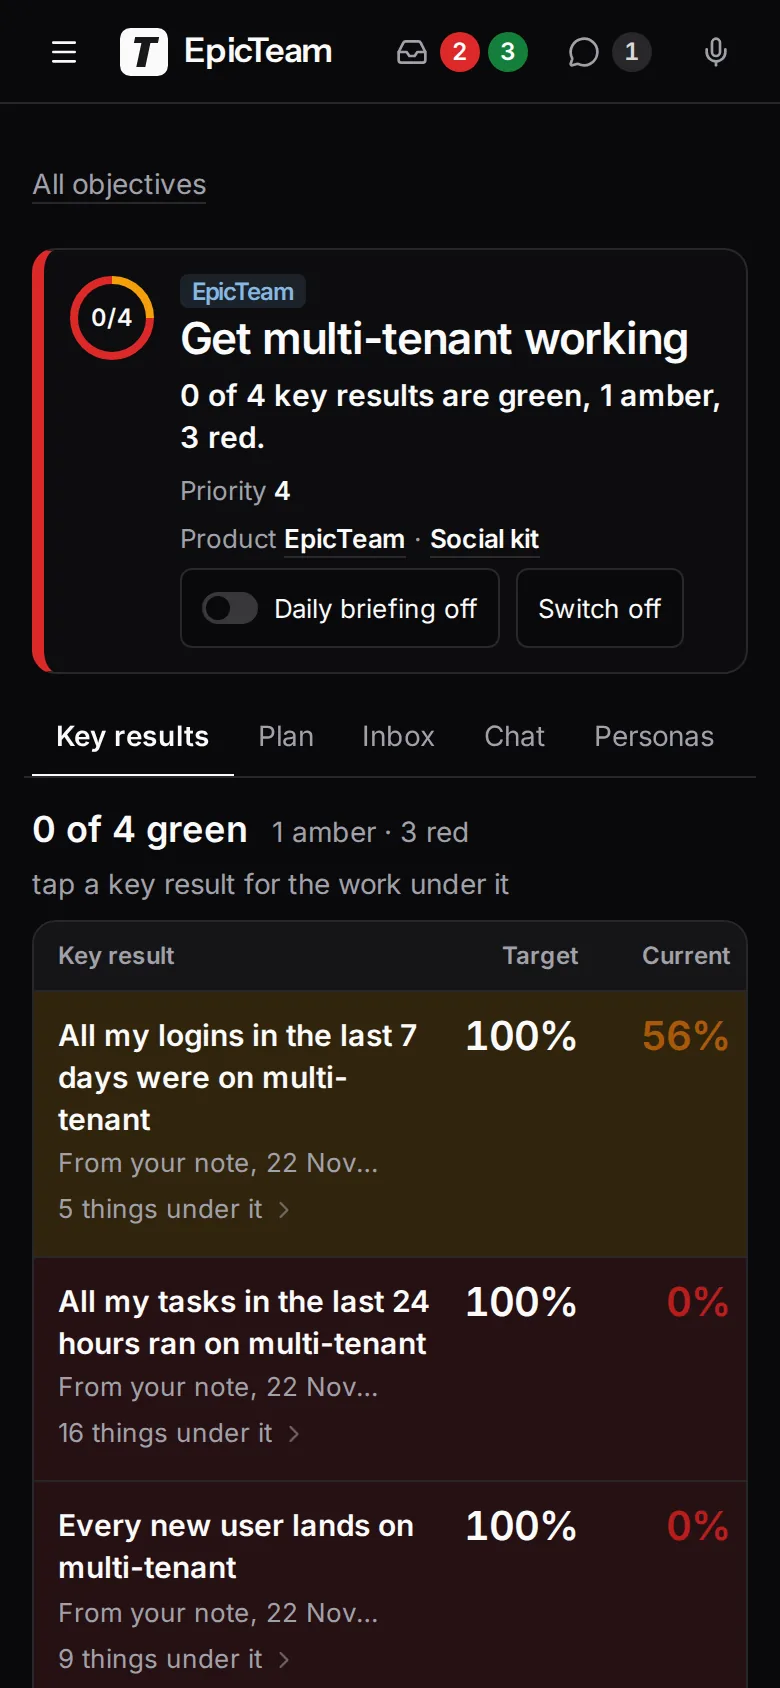 EpicTeam
2
3
1
All objectives
0/4
EpicTeam
Get multi-tenant working
0 of 4 key results are green, 1 amber,
3 red.
Priority 4
Product EpicTeam · Social kit
Daily briefing off
Switch off
Key results
Plan
Inbox
Chat
Personas
0 of 4 green 1 amber · 3 red
tap a key result for the work under it
Key result Target Current
All my logins in the last 7 100% 56%
days were on multi-
tenant
From your note, 22 Nov...
5 things under it
All my tasks in the last 24 100% 0%
hours ran on multi-tenant
From your note, 22 Nov...
16 things under it
Every new user lands on 100% 0%
multi-tenant
From your note, 22 Nov...
9 things under it